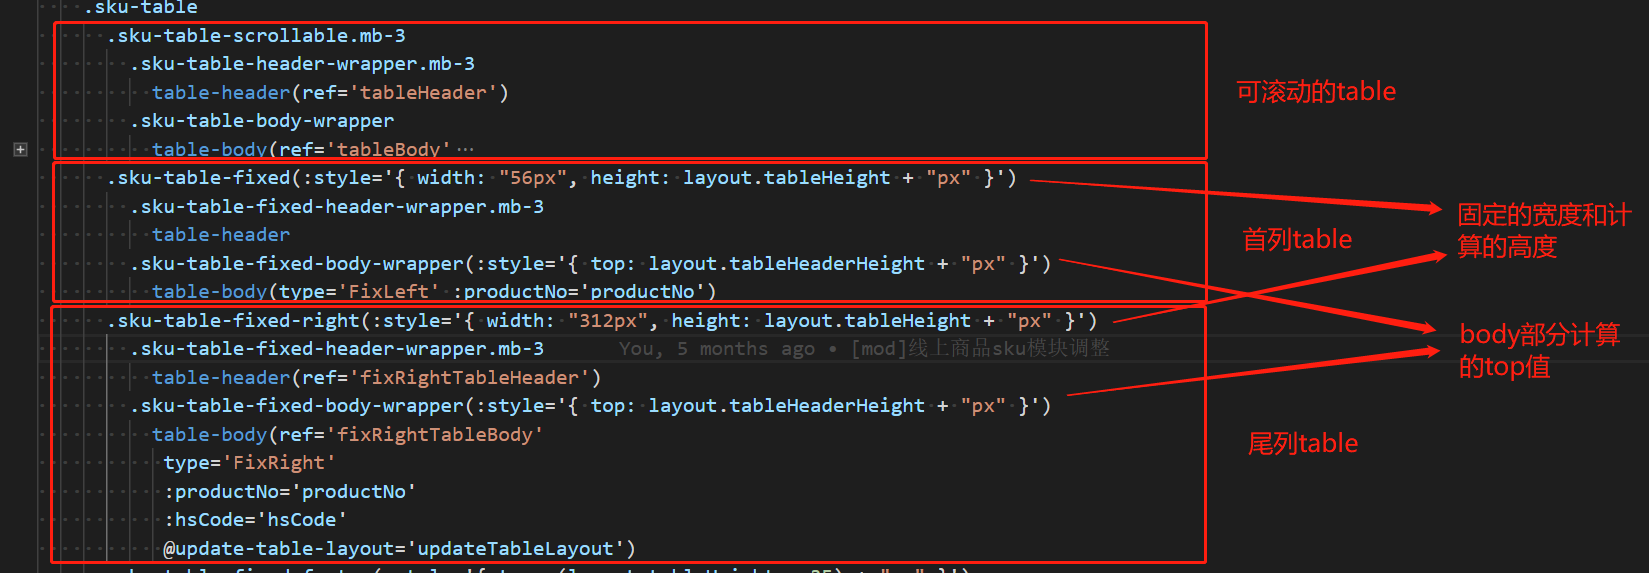 .sku-table
.sku-table-scrollable.mb-3
.sku-table-header-wrapper.mb-3
table-header(ref='tableHeader')
.sku-table-body-wrapper
table-body(ref='tableBody'…
可滚动的table
.sku-table-fixed(:style='{ width: "56px", height: layout.tableHeight + "px" }')
.sku-table-fixed-header-wrapper.mb-3
table-header
.sku-table-fixed-body-wrapper(:style='{ top: layout.tableHeaderHeight + "px" }')
table-body(type='FixLeft' :productNo='productNo')
首列table
固定的宽度和计
算的高度
.sku-table-fixed-right(:style='{ width: "312px", height: layout.tableHeight + "px" }')
.sku-table-fixed-header-wrapper.mb-3 You, 5 months ago • [mod]线上商品sku模块调整
table-header(ref='fixRightTableHeader')
.sku-table-fixed-body-wrapper(:style='{ top: layout.tableHeaderHeight + "px" }')
table-body(ref='fixRightTableBody'
type='FixRight'
:productNo='productNo'
:hsCode='hsCode'
@update-table-layout='updateTableLayout')
body部分计算
的top值
尾列table